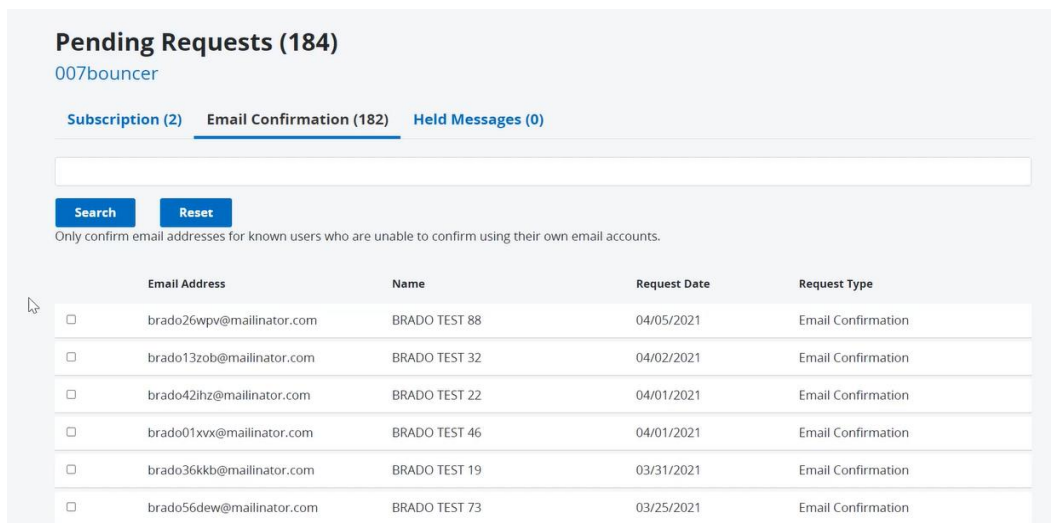 Pending Requests (184)
007bouncer
Subscription (2) Email Confirmation (182) Held Messages (0)
Search Reset
Only confirm email addresses for known users who are unable to confirm using their own email accounts.
Email Address Name Request Date Request Type
brado26wpv@mailinator.com BRADO TEST 88 04/05/2021 Email Confirmation
brado13zob@mailinator.com BRADO TEST 32 04/02/2021 Email Confirmation
brado42ihz@mailinator.com BRADO TEST 22 04/01/2021 Email Confirmation
brado01xvx@mailinator.com BRADO TEST 46 04/01/2021 Email Confirmation
brado36kkb@mailinator.com BRADO TEST 19 03/31/2021 Email Confirmation
brado56dew@mailinator.com BRADO TEST 73 03/25/2021 Email Confirmation